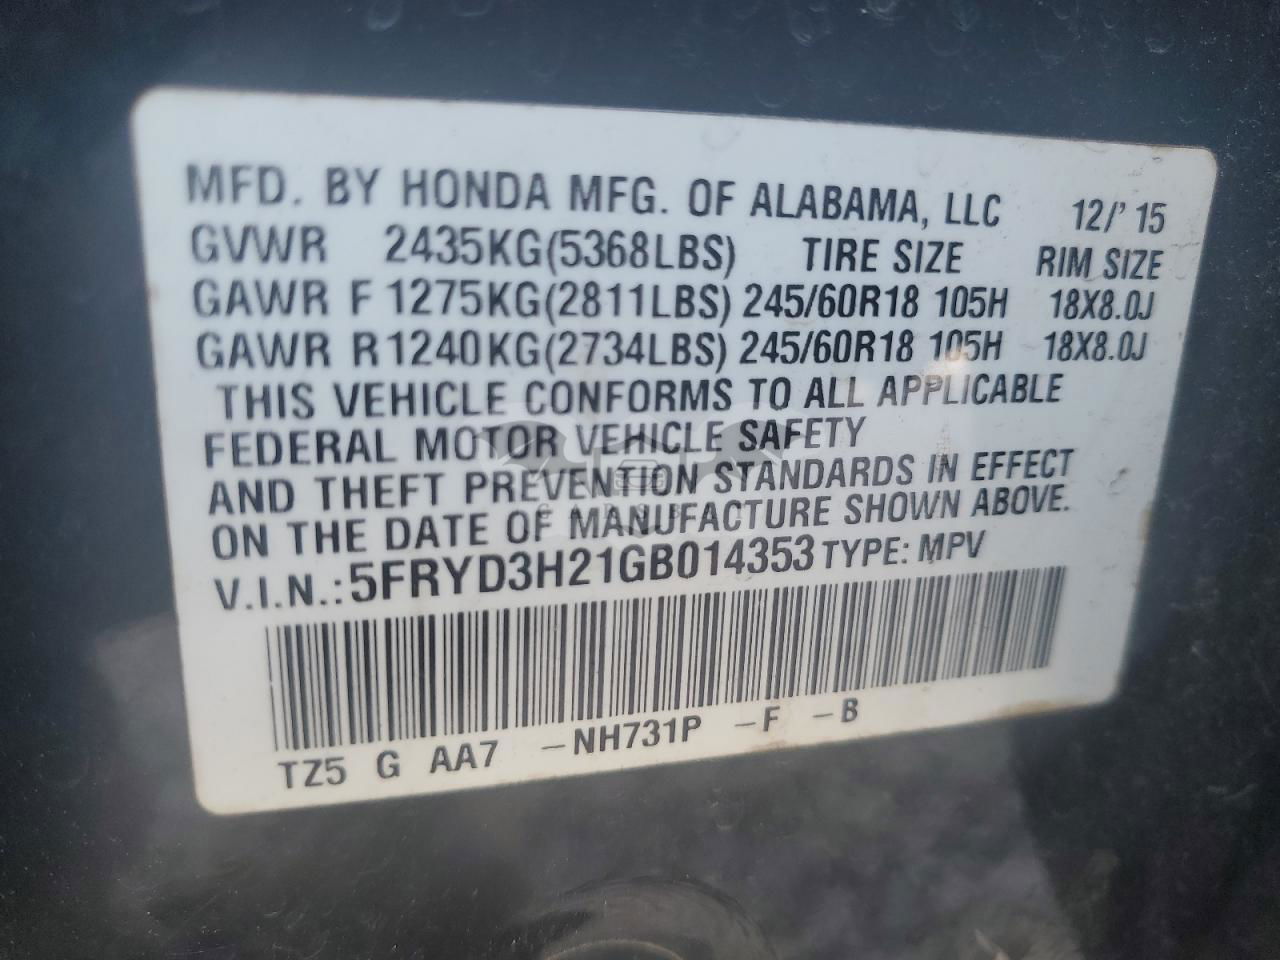 MFD. BY HONDA MFG. OF ALABAMA, LLC 12/'15
GVWR 2435KG(5368LBS) TIRE SIZE RIM SIZE
GAWR F 1275KG(2811LBS) 245/60R18 105H 18X8.0J
GAWR R 1240KG(2734LBS) 245/60R18 105H 18X8.0J
THIS VEHICLE CONFORMS TO ALL APPLICABLE
FEDERAL MOTOR VEHICLE SAFETY
AND THEFT PREVENTION STANDARDS IN EFFECT
ON THE DATE OF MANUFACTURE SHOWN ABOVE.
V.I.N.: 5FRYD3H21GB014353 TYPE: MPV
TZ5 G AA7 -NH731P -F -B